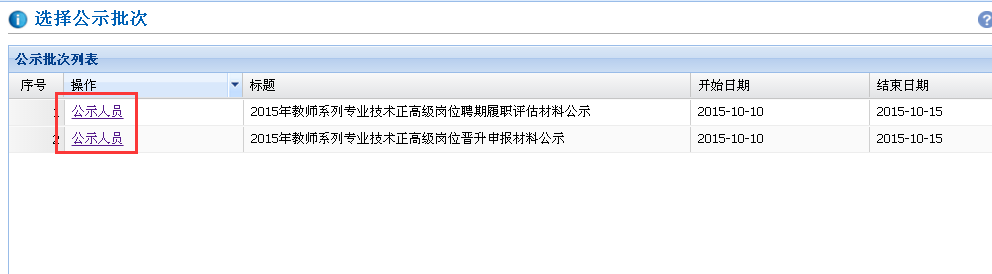 选择公示批次
公示批次列表
序号 操作 标题 开始日期 结束日期
1 公示人员 2015年教师系列专业技术正高级岗位聘期履职评估材料公示 2015-10-10 2015-10-15
2 公示人员 2015年教师系列专业技术正高级岗位晋升申报材料公示 2015-10-10 2015-10-15